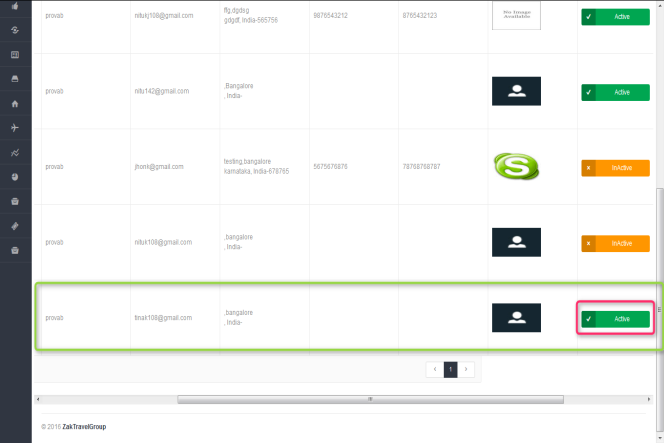 provab
nitukj108@gmail.com
ffg,dgdsg
gdgdf, India-565756
9876543212
8765432123
No Image
Available
Active
provab
nitu142@gmail.com
,Bangalore
, India-
Active
provab
jhonk@gmail.com
testing,bangalore
karnataka, India-678765
5675676876
78768768787
S
InActive
provab
nituk108@gmail.com
,bangalore
, India-
InActive
provab
tinak108@gmail.com
,bangalore
, India-
Active
1
© 2016 ZakTravelGroup